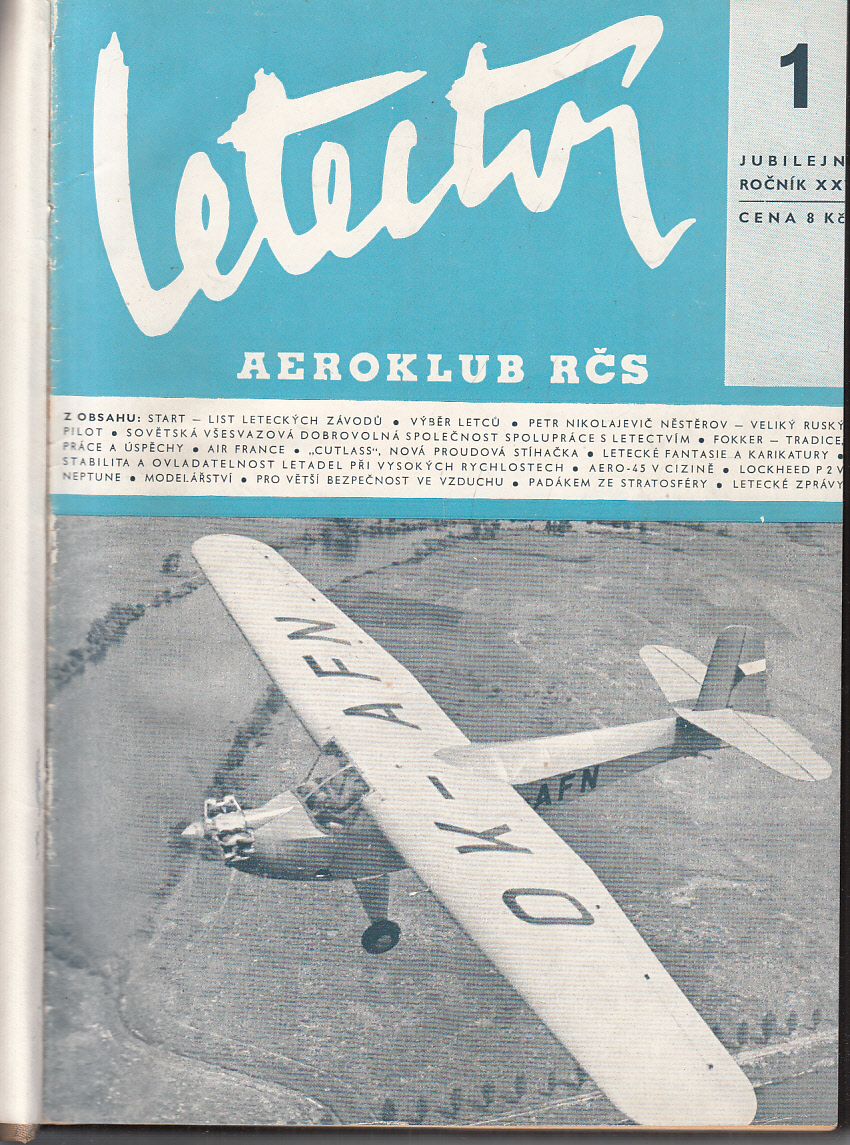 Letectví
1
JUBILEJN
ROČNÍK XX
CENA 8 Kč
AEROKLUB RČS
Z OBSAHU: START – LIST LETECKÝCH ZÁVODŮ ● VÝBĚR LETCŮ ● PETR NIKOLAJEVIČ NĚSTĚROV – VELIKÝ RUSKÝ
PILOT ● SOVĚTSKÁ VŠESVAZOVÁ DOBROVOLNÁ SPOLEČNOST SPOLUPRÁCE S LETECTVÍM ● FOKKER – TRADICE,
PRÁCE A ÚSPĚCHY ● AIR FRANCE ● „CUTLASS“, NOVÁ PROUDOVÁ STÍHAČKA ● LETECKÉ FANTASIE A KARIKATURY ●
STABILITA A OVLADATELNOST LETADEL PŘI VYSOKÝCH RYCHLOSTECH ● AERO-45 V CIZINĚ ● LOCKHEED P 2 V
NEPTUNE ● MODELÁŘSTVÍ ● PRO VĚTŠÍ BEZPEČNOST VE VZDUCHU ● PADÁKEM ZE STRATOSFÉRY ● LETECKÉ ZPRÁVY
OK-AFN
AFN